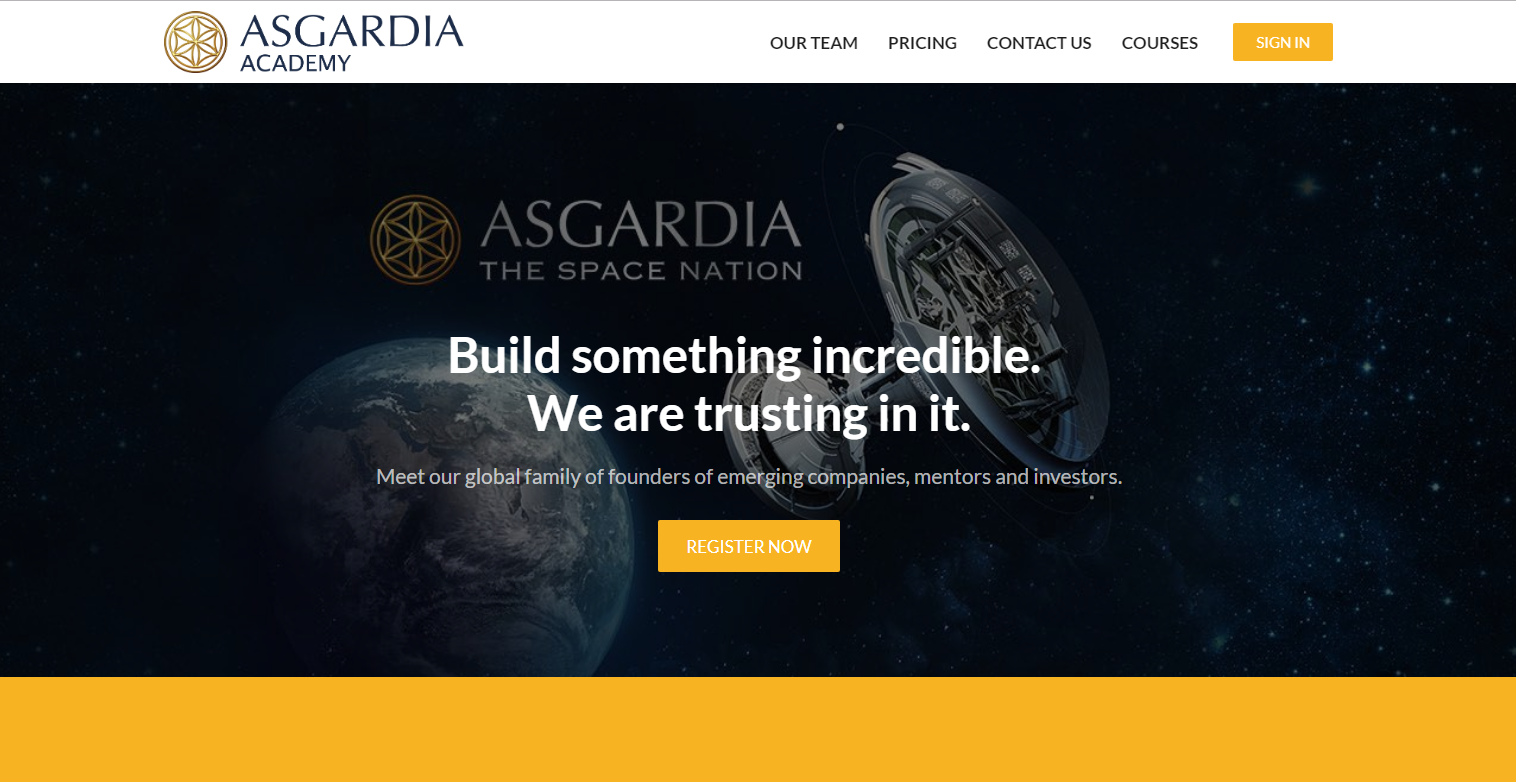 ASGARDIA
ACADEMY
OUR TEAM PRICING CONTACT US COURSES SIGN IN
ASGARDIA
THE SPACE NATION
Build something incredible.
We are trusting in it.
Meet our global family of founders of emerging companies, mentors and investors.
REGISTER NOW